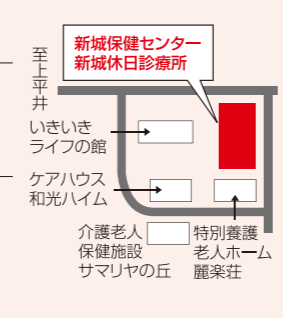 新城保健センター
新城休日診療所
至上平井
いきいき
ライフの館
ケアハウス
和光ハイム
介護老人
保健施設
サマリヤの丘
特別養護
老人ホーム
麗楽荘